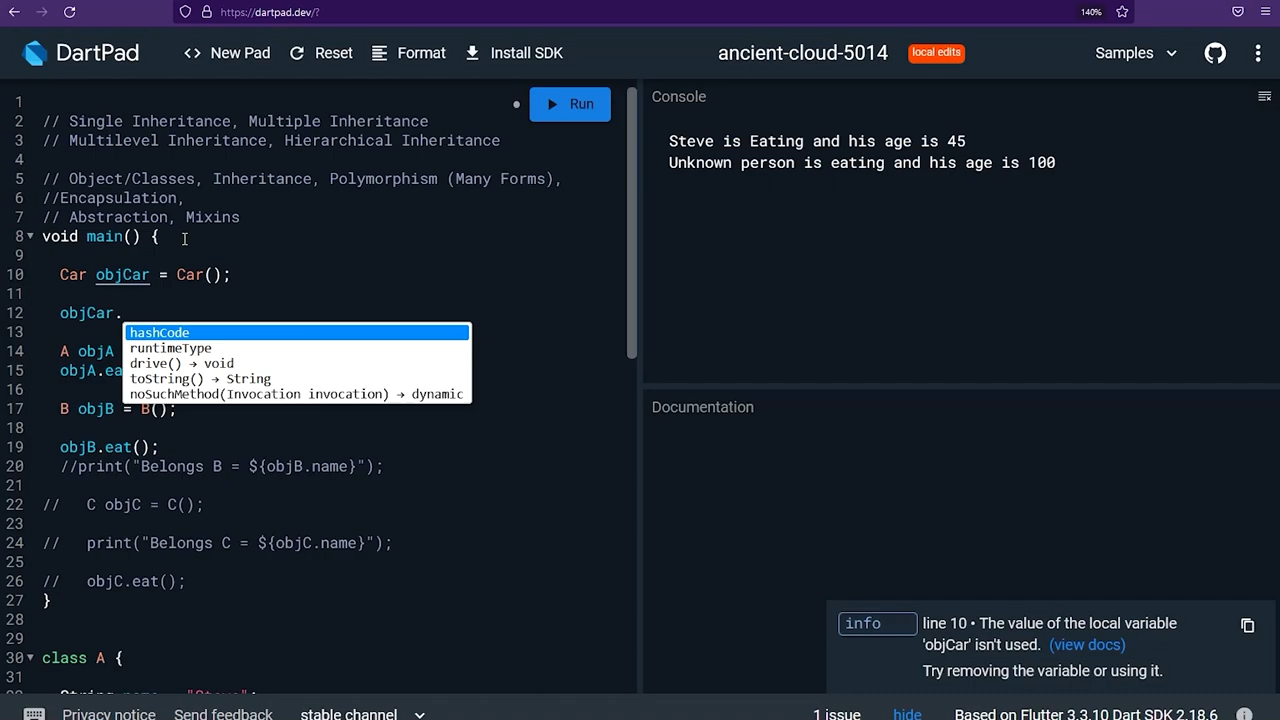 https://dartpad.dev/?
140%
DartPad
New Pad
Reset
Format
Install SDK
ancient-cloud-5014
local edits
Samples
Run
1
2 // Single Inheritance, Multiple Inheritance
3 // Multilevel Inheritance, Hierarchical Inheritance
4
5 // Object/Classes, Inheritance, Polymorphism (Many Forms),
6 //Encapsulation,
7 // Abstraction, Mixins
8 void main() {
9
10 Car objCar = Car();
11
12 objCar.
hashCode
runtimeType
drive() → void
toString() → String
noSuchMethod(Invocation invocation) → dynamic
13
14 A objA
15 objA.ea
16
17 B objB = B();
18
19 objB.eat();
20 //print("Belongs B = ${objB.name}");
21
22 // C objC = C();
23
24 // print("Belongs C = ${objC.name}");
25
26 // objC.eat();
27 }
28
29
30 class A {
31
Console
Steve is Eating and his age is 45
Unknown person is eating and his age is 100
Documentation
info
line 10 • The value of the local variable
'objCar' isn't used. (view docs)
Try removing the variable or using it.
Privacy notice
Send feedback
stable channel
1 issue
hide
Based on Flutter 3.3.10 Dart SDK 2.18.6